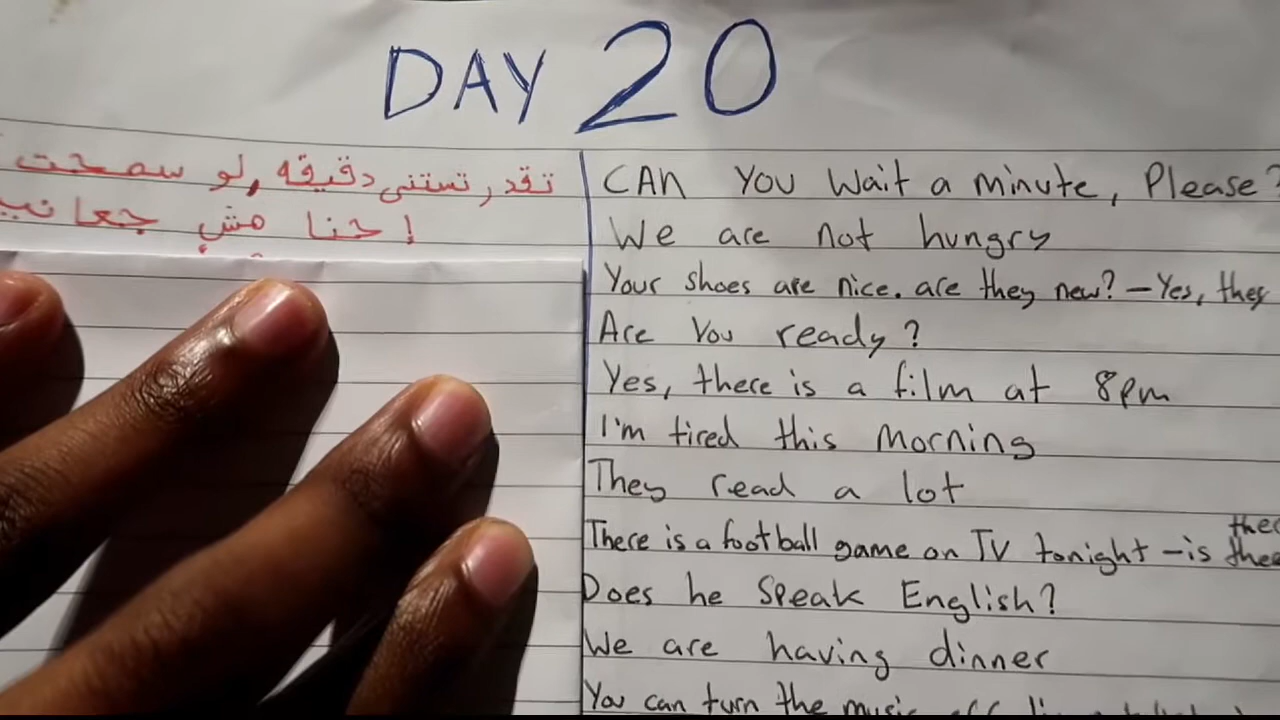 DAY 20
تقدر تستنى دقيقه, لو سمحت
CAN YOU Wait a minute, Please?
إحنا مش جعانين
We are not hungry
Your shoes are nice. are they new? – Yes, they
Are You ready?
Yes, there is a film at 8pm
I'm tired this morning
They read a lot
There is a football game on TV tonight – is
Does he Speak English?
We are having dinner
You can turn the music off